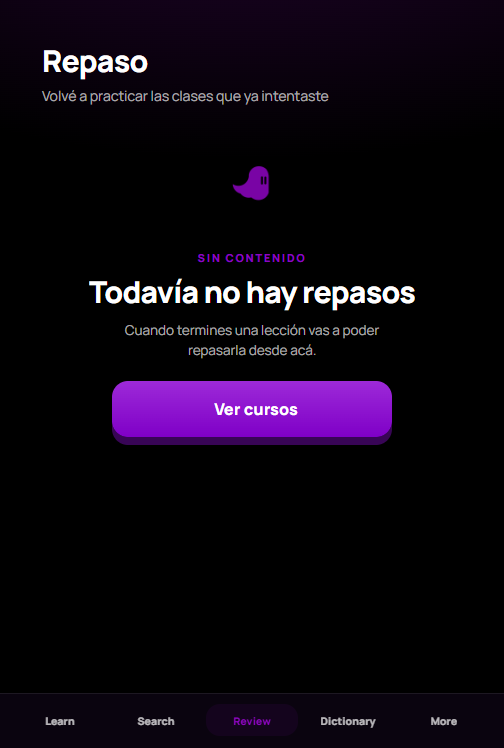 Repaso
Volvé a practicar las clases que ya intentaste
SIN CONTENIDO
Todavía no hay repasos
Cuando termines una lección vas a poder
repasarla desde acá.
Ver cursos
Learn Search Review Dictionary More